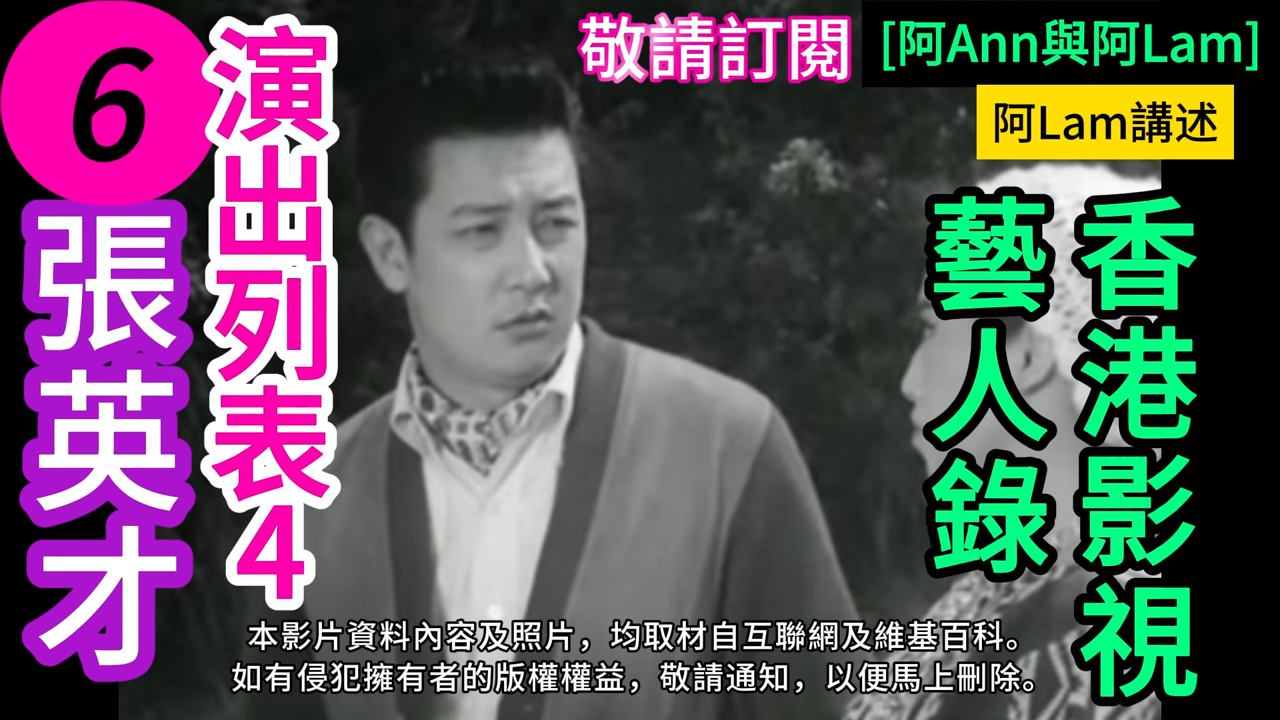 6
張英才
演出列表4
敬請訂閱
[阿Ann與阿Lam]
阿Lam講述
香港影視
藝人錄
本影片資料內容及照片，均取材自互聯網及維基百科。
如有侵犯擁有者的版權權益，敬請通知，以便馬上刪除。